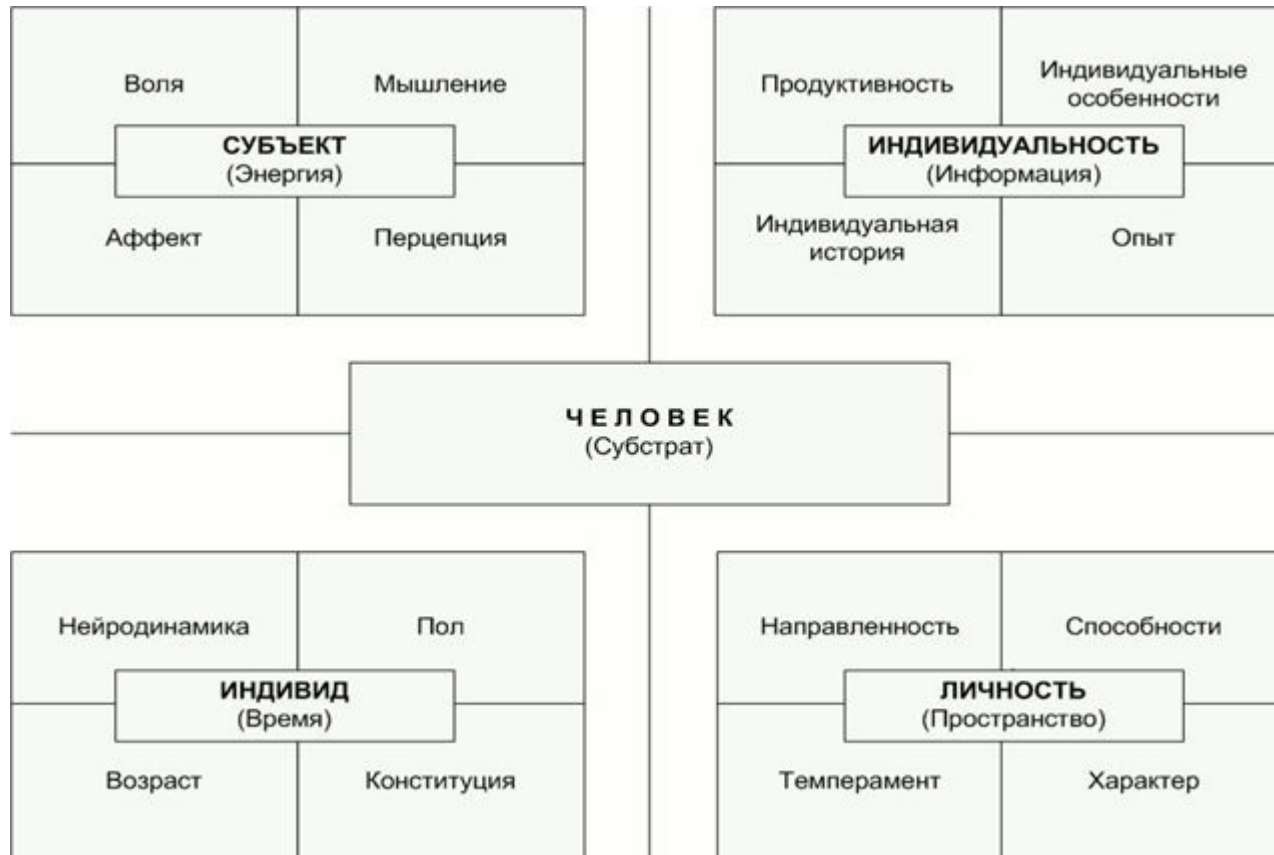 Воля
Мышление
СУБЪЕКТ
(Энергия)
Аффект
Перцепция
Продуктивность
Индивидуальные
особенности
ИНДИВИДУАЛЬНОСТЬ
(Информация)
Индивидуальная
история
Опыт
ЧЕЛОВЕК
(Субстрат)
Нейродинамика
Пол
ИНДИВИД
(Время)
Возраст
Конституция
Направленность
Способности
ЛИЧНОСТЬ
(Пространство)
Темперамент
Характер